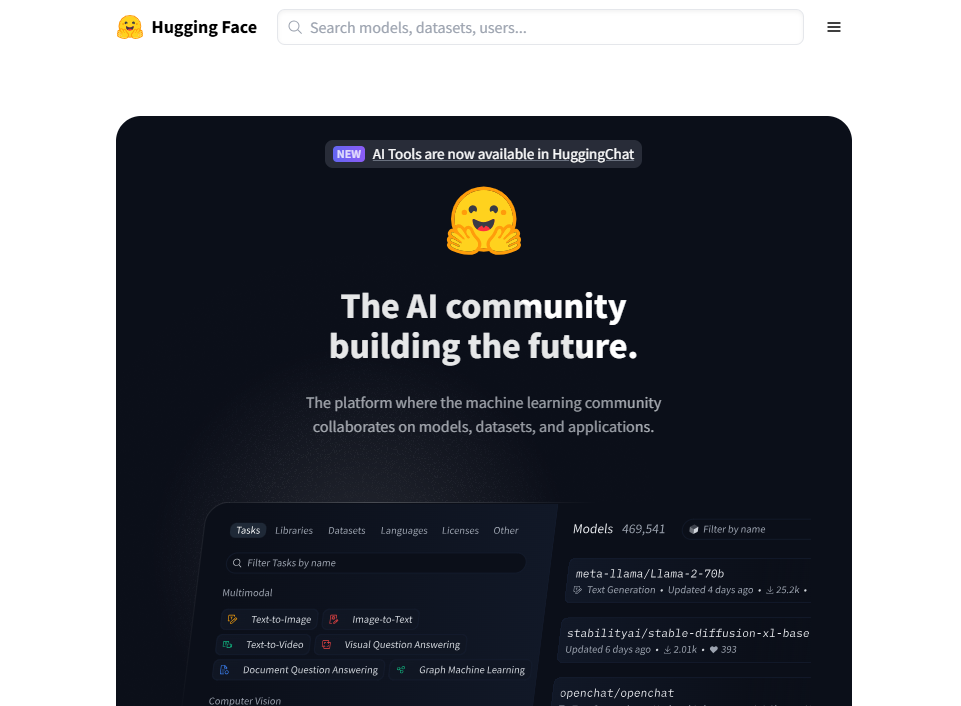 Hugging Face
Search models, datasets, users...
NEW AI Tools are now available in HuggingChat
The AI community
building the future.
The platform where the machine learning community
collaborates on models, datasets, and applications.
Tasks Libraries Datasets Languages Licenses Other
Filter Tasks by name
Multimodal
Text-to-Image Image-to-Text
Text-to-Video Visual Question Answering
Document Question Answering Graph Machine Learning
Computer Vision
Models 469,541 Filter by name
meta-llama/Llama-2-70b
Text Generation • Updated 4 days ago • 25.2k •
stabilityai/stable-diffusion-xl-base
Updated 6 days ago • 2.01k • 393
openchat/openchat